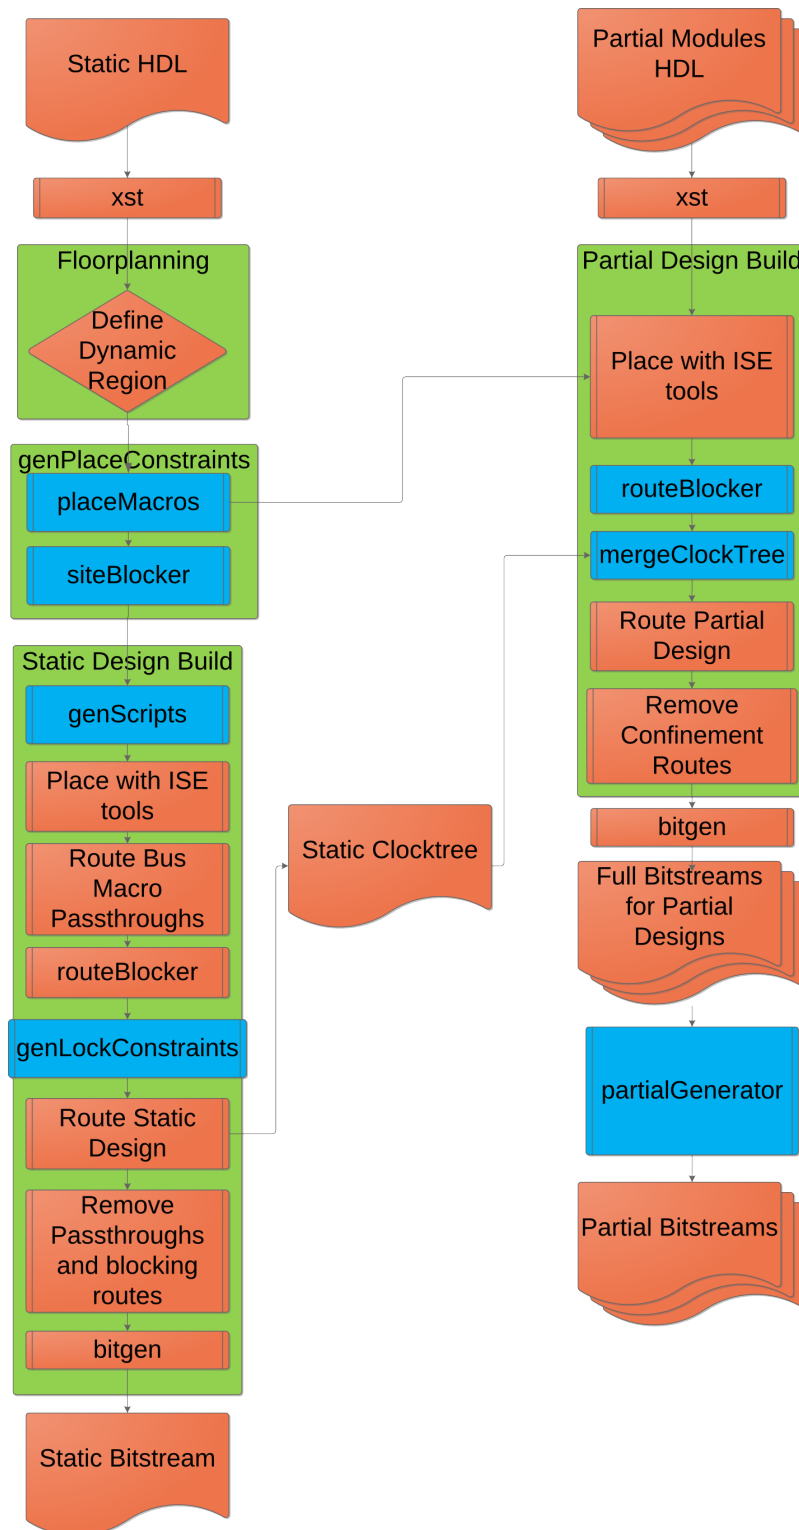 Static HDL
xst
Floorplanning
Define
Dynamic
Region
genPlaceConstraints
placeMacros
siteBlocker
Static Design Build
genScripts
Place with ISE
tools
Route Bus
Macro
Passthroughs
routeBlocker
genLockConstraints
Route Static
Design
Remove
Passthroughs
and blocking
routes
bitgen
Static Bitstream
Static Clocktree
Partial Modules
HDL
xst
Partial Design Build
Place with ISE
tools
routeBlocker
mergeClockTree
Route Partial
Design
Remove
Confinement
Routes
bitgen
Full Bitstreams
for Partial
Designs
partialGenerator
Partial Bitstreams